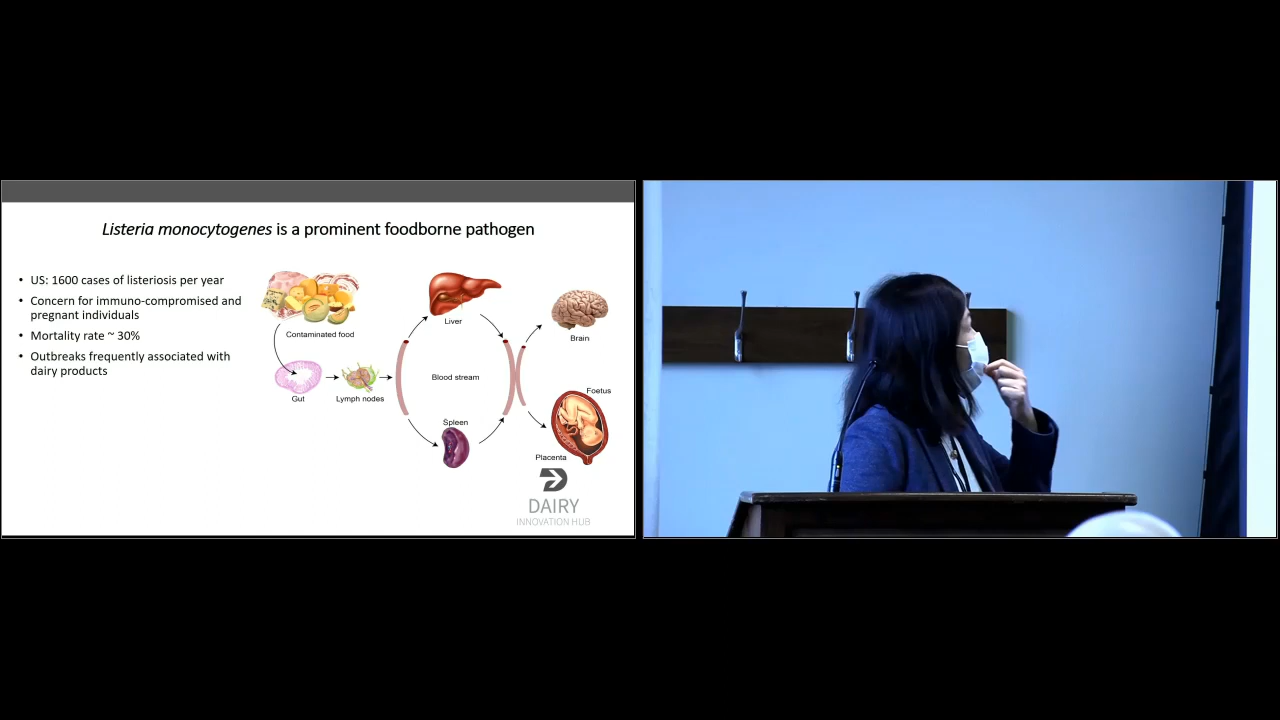 Listeria monocytogenes is a prominent foodborne pathogen
• US: 1600 cases of listeriosis per year
• Concern for immuno-compromised and
pregnant individuals
• Mortality rate ~ 30%
• Outbreaks frequently associated with
dairy products
Contaminated food
Gut
Lymph nodes
Liver
Blood stream
Spleen
Brain
Foetus
Placenta
DAIRY
INNOVATION HUB